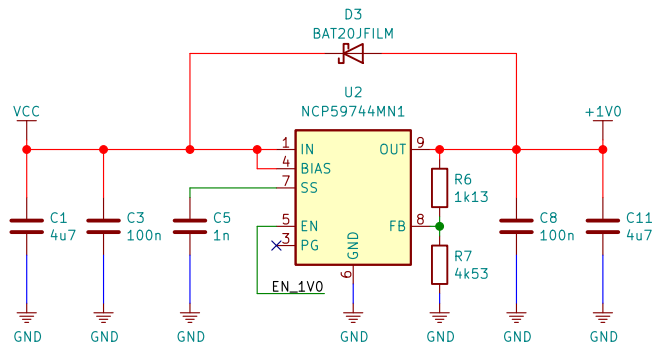 D3
BAT20JFILM
U2
NCP59744MN1
VCC
+1V0
1
IN
OUT
9
4
BIAS
7
SS
5
EN
FB
8
3
PG
GND
6
R6
1k13
R7
4k53
C1
4u7
C3
100n
C5
1n
C8
100n
C11
4u7
EN_1V0
GND
GND
GND
GND
GND
GND
GND